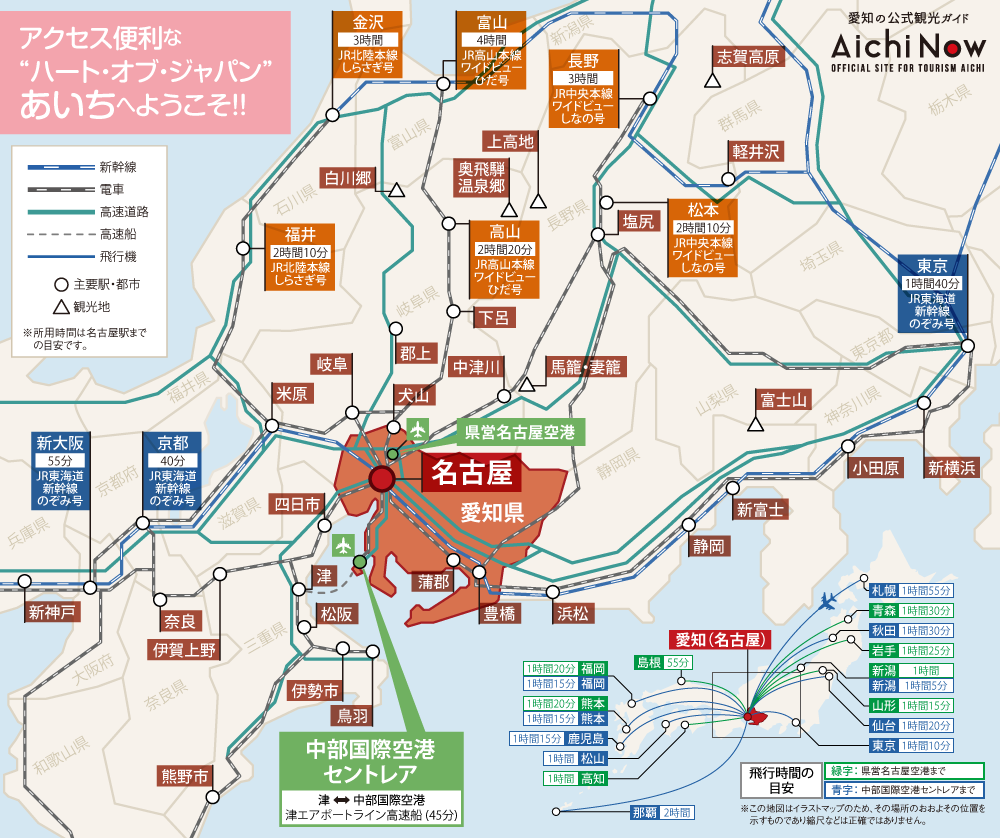 アクセス便利な
“ハート・オブ・ジャパン”
あいちへようこそ!!
愛知の公式観光ガイド
Aichi Now
OFFICIAL SITE FOR TOURISM AICHI
新幹線
電車
高速道路
高速船
飛行機
主要駅・都市
観光地
※所用時間は名古屋駅まで
の目安です。
金沢
3時間
JR北陸本線
しらさぎ号
富山
4時間
JR高山本線
ワイドビュー
ひだ号
長野
3時間
JR中央本線
ワイドビュー
しなの号
新潟県
志賀高原
栃木県
群馬県
富山県
上高地
軽井沢
白川郷
奥飛騨
温泉郷
石川県
長野県
福井
2時間10分
JR北陸本線
しらさぎ号
高山
2時間20分
JR高山本線
ワイドビュー
ひだ号
塩尻
松本
2時間10分
JR中央本線
ワイドビュー
しなの号
埼玉県
東京
1時間40分
JR東海道
新幹線
のぞみ号
岐阜県
下呂
東京都
郡上
岐阜
中津川
馬籠・妻籠
福井県
米原
犬山
山梨県
富士山
神奈川県
県営名古屋空港
新大阪
55分
JR東海道
新幹線
のぞみ号
京都
40分
JR東海道
新幹線
のぞみ号
京都府
名古屋
静岡県
小田原
新横浜
兵庫県
滋賀県
四日市
愛知県
新富士
静岡
津
蒲郡
新神戸
奈良
松阪
豊橋
浜松
伊賀上野
三重県
大阪府
奈良県
伊勢市
鳥羽
和歌山県
熊野市
中部国際空港
セントレア
津 ⇔ 中部国際空港
津エアポートライン高速船 (45分)
愛知(名古屋)
札幌 1時間55分
青森 1時間30分
秋田 1時間30分
岩手 1時間25分
新潟 1時間
新潟 1時間5分
山形 1時間15分
仙台 1時間20分
東京 1時間10分
島根 55分
1時間20分 福岡
1時間15分 福岡
1時間20分 熊本
1時間15分 熊本
1時間15分 鹿児島
1時間 松山
1時間 高知
那覇 2時間
飛行時間の
目安
緑字：県営名古屋空港まで
青字：中部国際空港セントレアまで
※この地図はイラストマップのため、その場所のおおよその位置を
示すものであり縮尺などは正確ではありません。